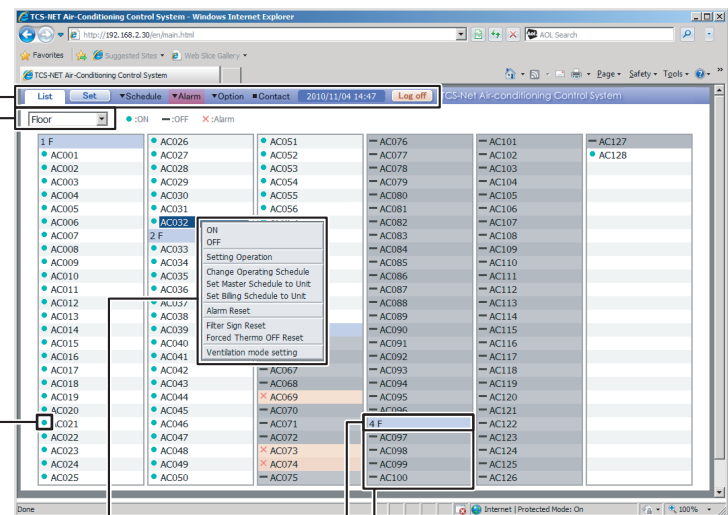 TCS-NET Air-Conditioning Control System - Windows Internet Explorer
http://192.168.2.30/en/main.html
AOL Search
Favorites Suggested Sites Web Slice Gallery
TCS-NET Air-Conditioning Control System
Page Safety Tools
List Set ▼Schedule ▼Alarm ▼Option ■Contact 2010/11/04 14:47 Log off TCS-Net Air-conditioning Control System
Floor :ON :OFF :Alarm
1 F
AC001
AC002
AC003
AC004
AC005
AC006
AC007
AC008
AC009
AC010
AC011
AC012
AC013
AC014
AC015
AC016
AC017
AC018
AC019
AC020
AC021
AC022
AC023
AC024
AC025
AC026
AC027
AC028
AC029
AC030
AC031
AC032
2 F
AC033
AC034
AC035
AC036
AC037
AC038
AC039
AC040
AC041
AC042
AC043
AC044
AC045
AC046
AC047
AC048
AC049
AC050
AC051
AC052
AC053
AC054
AC055
AC056
ON
OFF
Setting Operation
Change Operating Schedule
Set Master Schedule to Unit
Set Billing Schedule to Unit
Alarm Reset
Filter Sign Reset
Forced Thermo OFF Reset
Ventilation mode setting
AC067
AC068
AC069
AC070
AC071
AC072
AC073
AC074
AC075
AC076
AC077
AC078
AC079
AC080
AC081
AC082
AC083
AC084
AC085
AC086
AC087
AC088
AC089
AC090
AC091
AC092
AC093
AC094
AC095
AC096
4 F
AC097
AC098
AC099
AC100
AC101
AC102
AC103
AC104
AC105
AC106
AC107
AC108
AC109
AC110
AC111
AC112
AC113
AC114
AC115
AC116
AC117
AC118
AC119
AC120
AC121
AC122
AC123
AC124
AC125
AC126
AC127
AC128
Done Internet | Protected Mode: On 100%